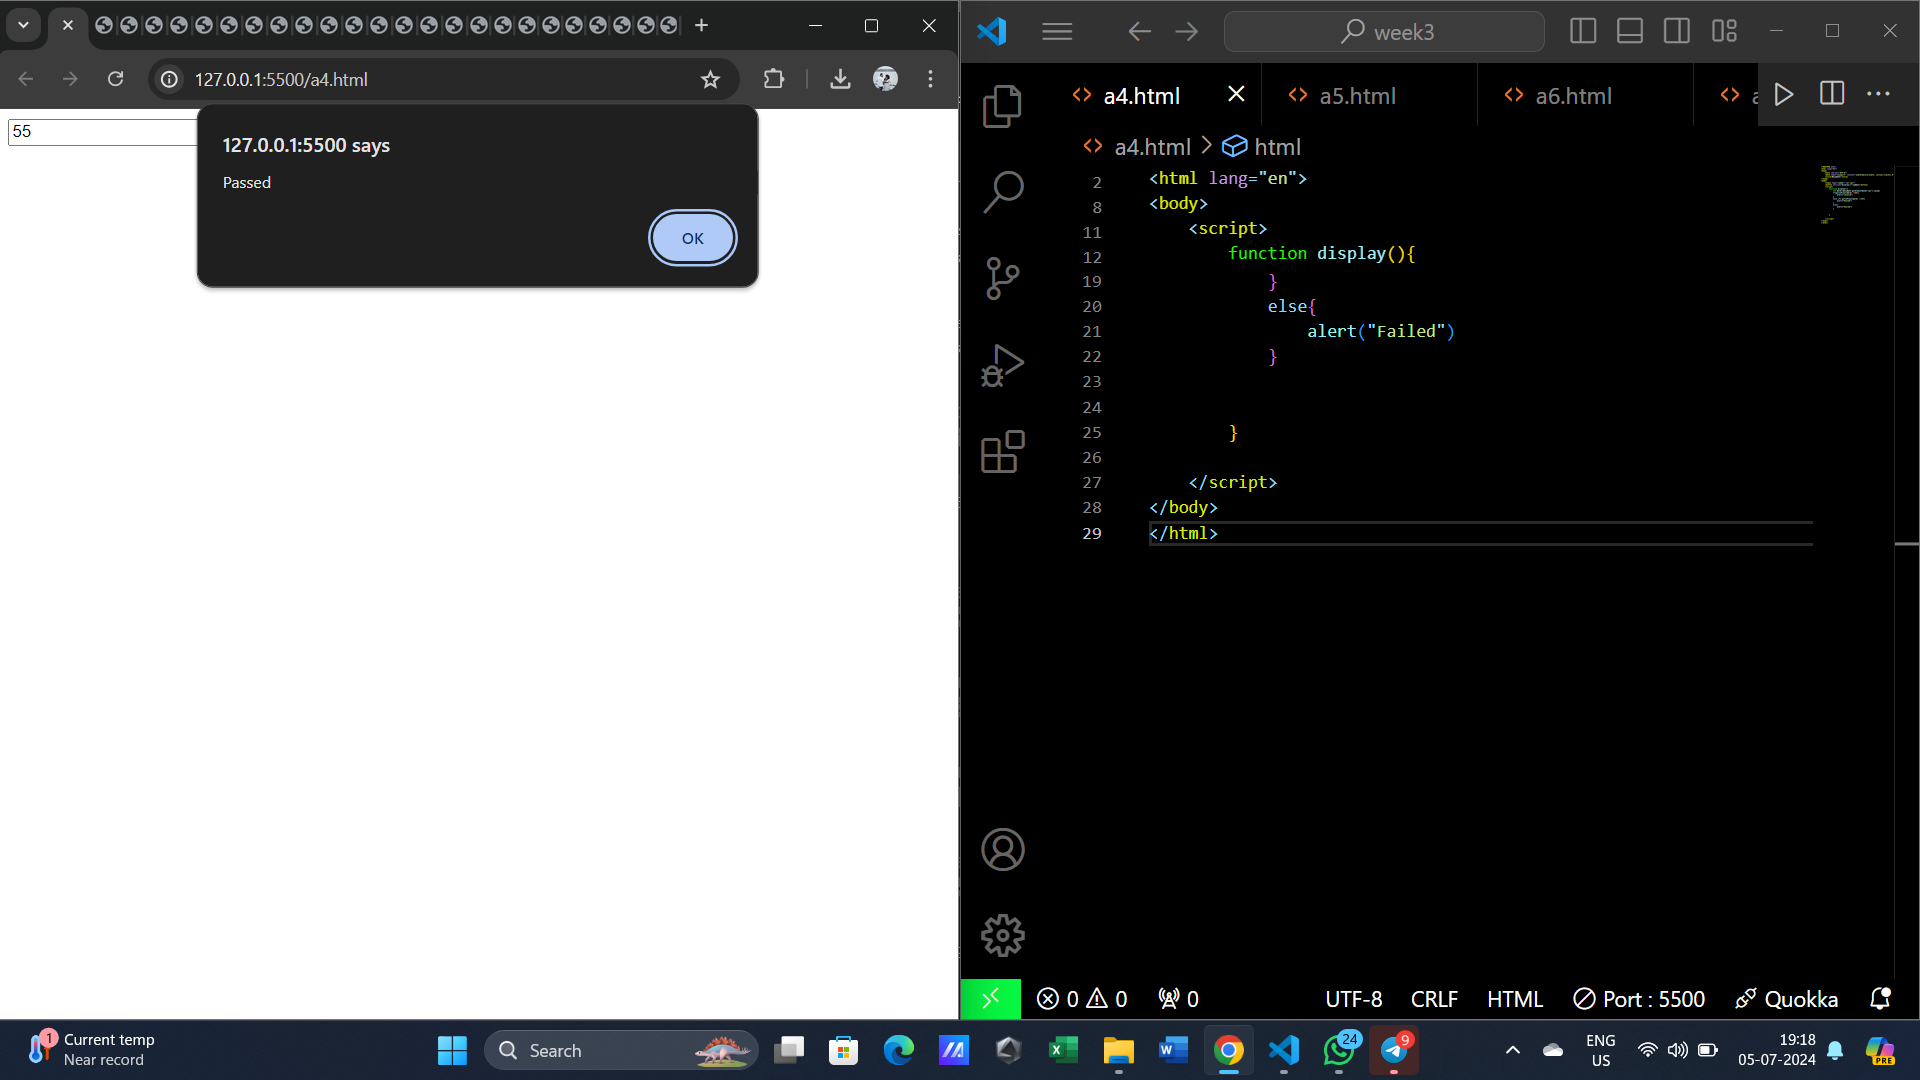 127.0.0.1:5500/a4.html
55
127.0.0.1:5500 says
Passed
OK
week3
a4.html
a5.html
a6.html
a4.html > html
2 <html lang="en">
8 <body>
11 <script>
12 function display(){
19 }
20 else{
21 alert("Failed")
22 }
23
24
25 }
26
27 </script>
28 </body>
29 </html>
0 0 0 UTF-8 CRLF HTML Port : 5500 Quokka
1 Current temp
Near record
Search
24
9
ENG
US
19:18
05-07-2024
PRE